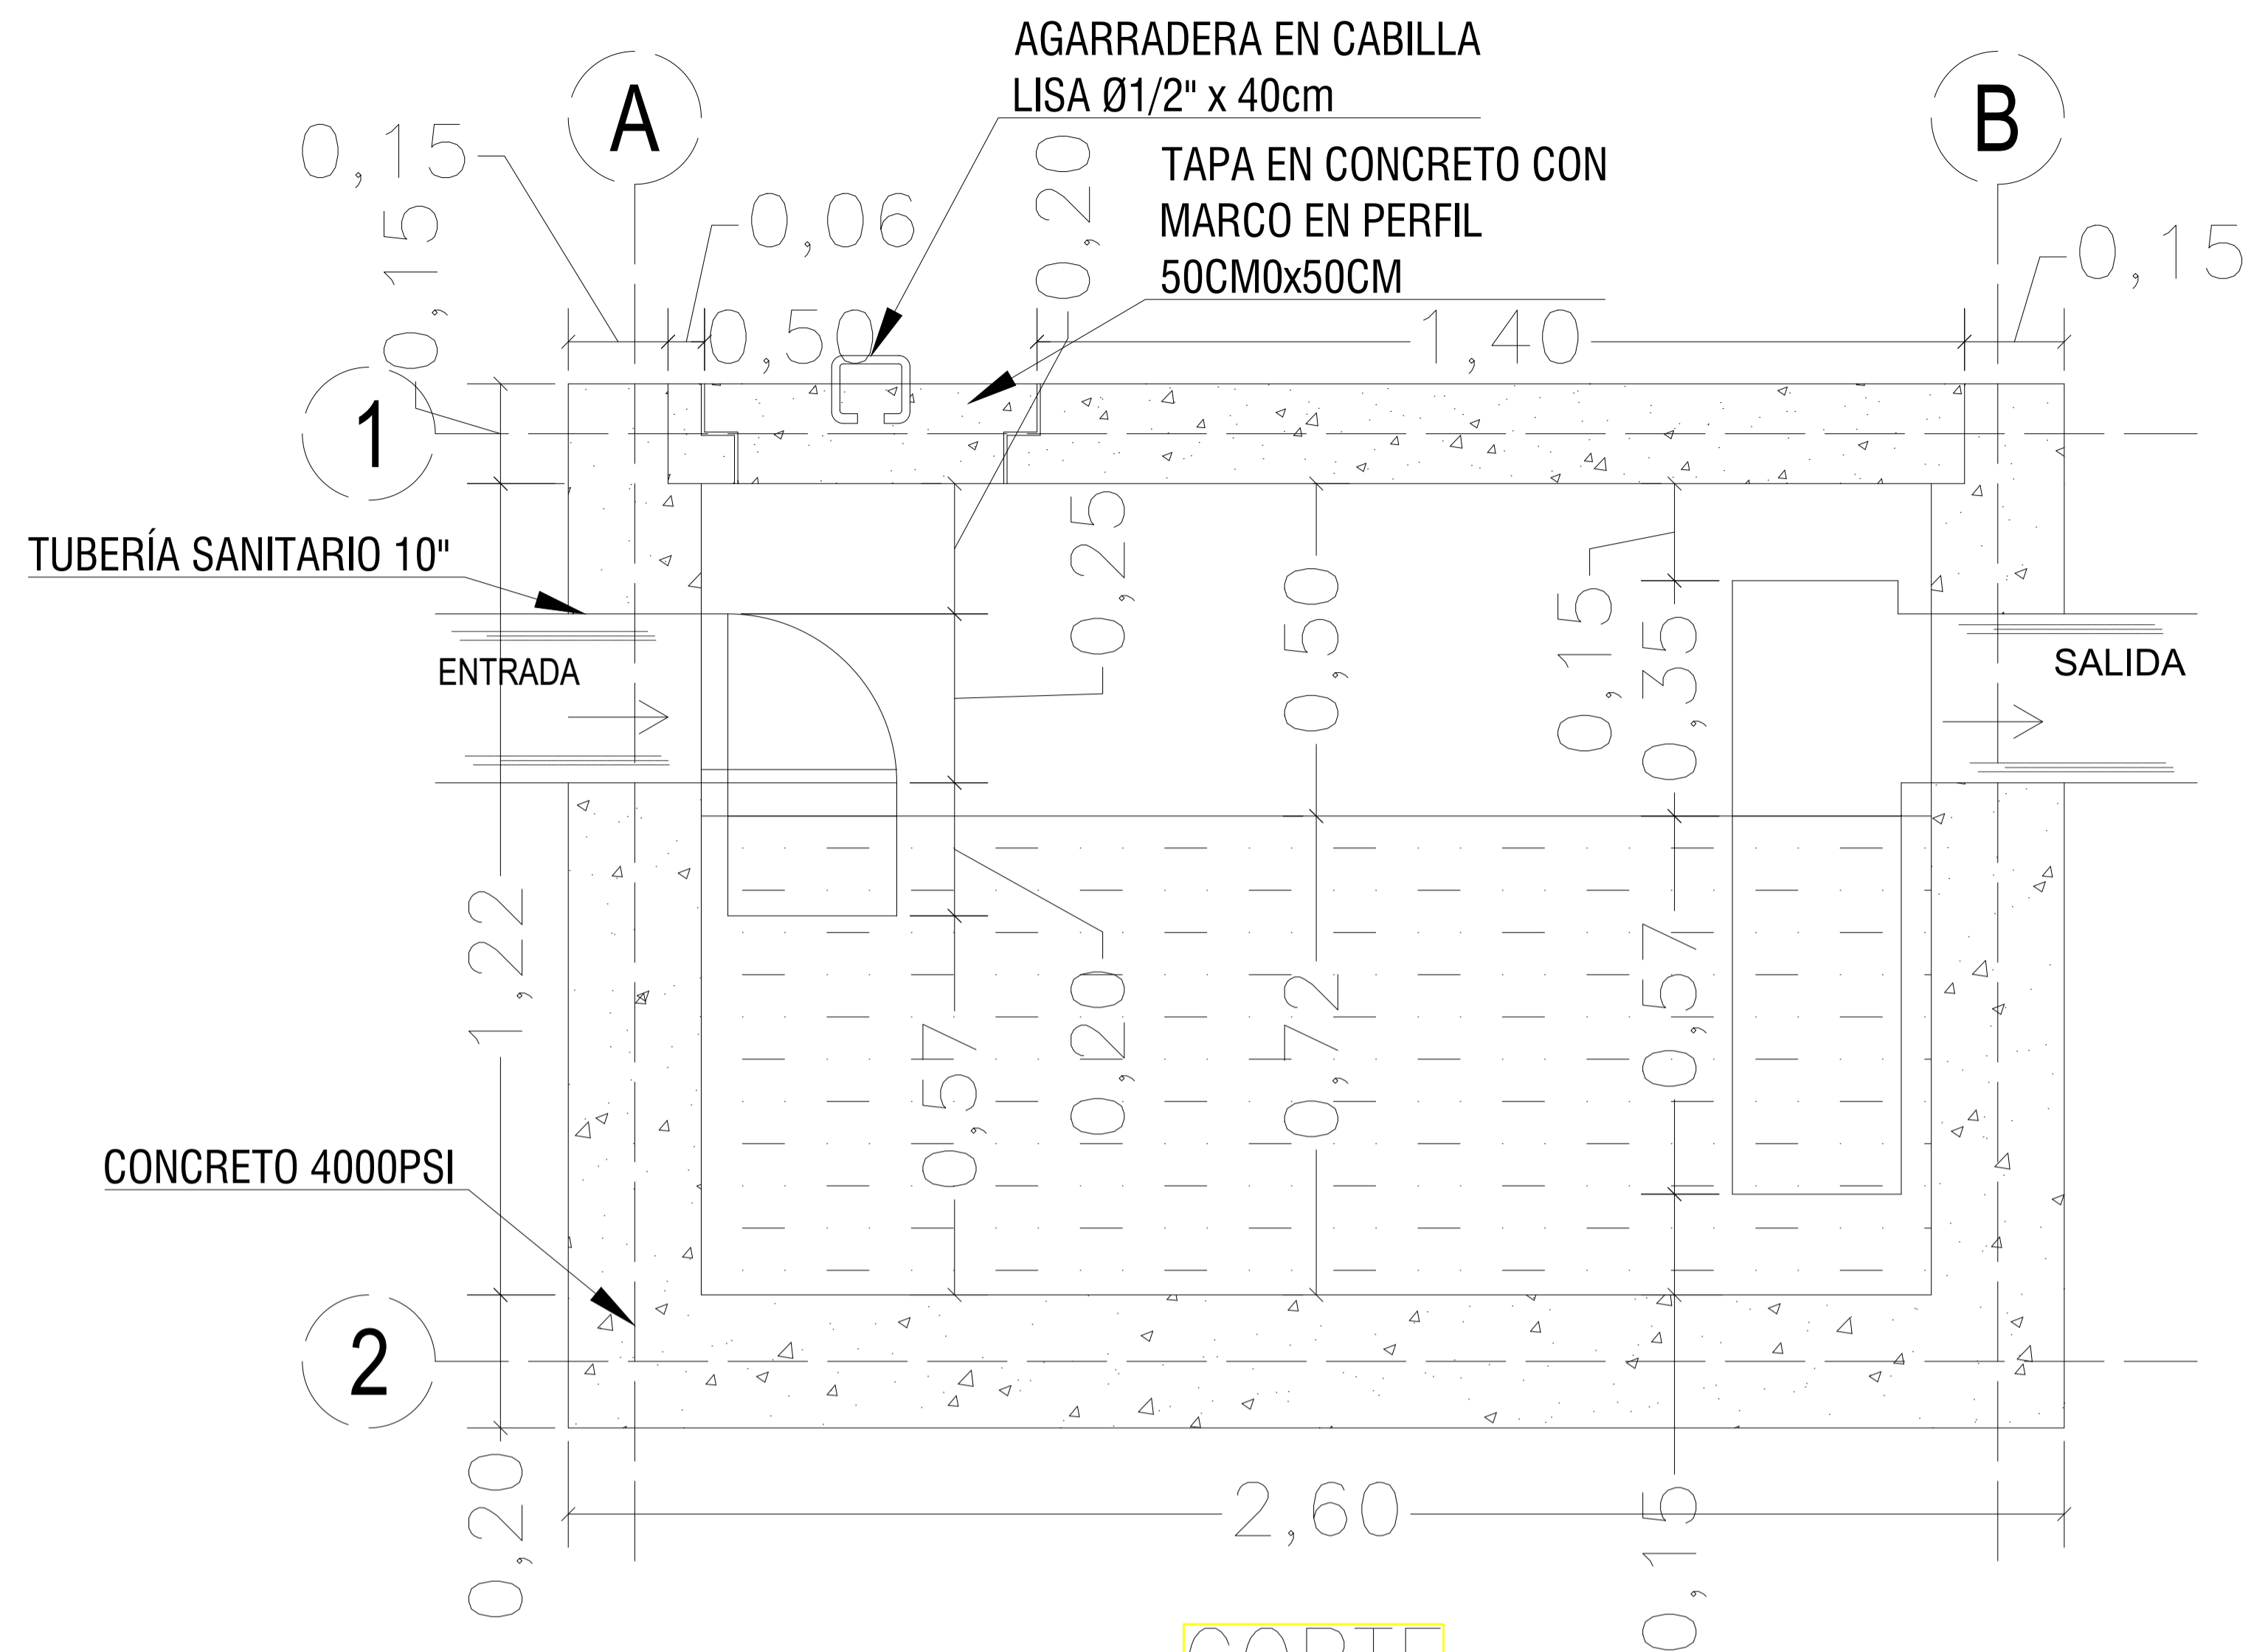 AGARRADERA EN CABILLA
LISA Ø1/2" x 40cm
A
B
0,15
0,15
0,06
0,20
TAPA EN CONCRETO CON
MARCO EN PERFIL
50CM0x50CM
0,15
0,50
1,40
1
TUBERÍA SANITARIO 10"
ENTRADA
0,25
0,50
0,15
0,35
SALIDA
1,22
0,57
0,20
0,72
0,57
CONCRETO 4000PSI
2
0,20
2,60
0,15
CORTE